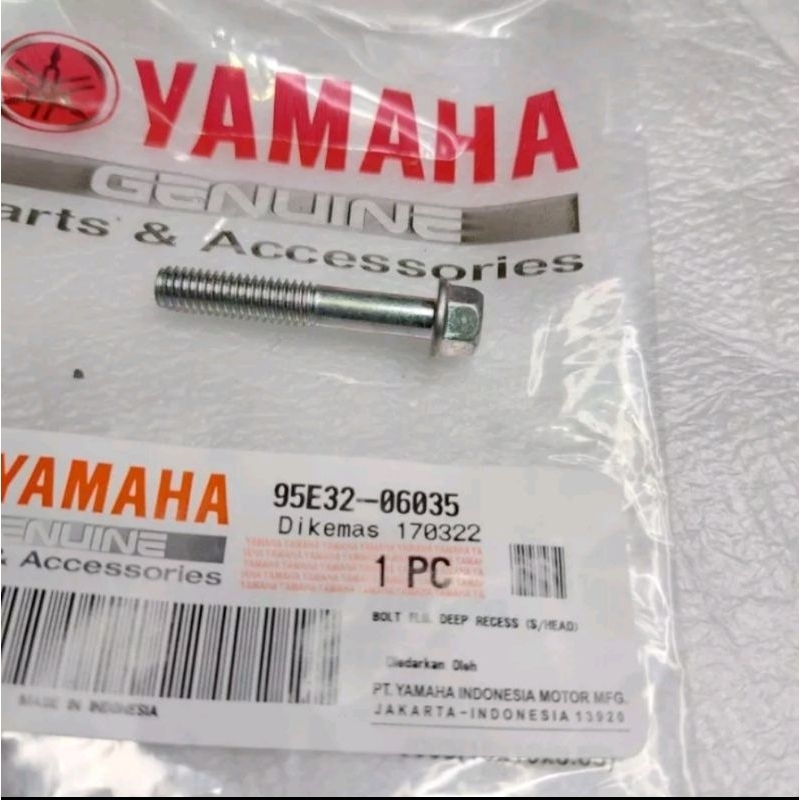 YAMAHA
GENUINE
arts & Accessories
YAMAHA
ENUINE
& Accessories
95E32-06035
Dikemas 170322
1 PC
BOLT FLG. DEEP RECESS (S/HEAD)
Diedarkan Oleh
PT. YAMAHA INDONESIA MOTOR MFG.
JAKARTA-INDONESIA 13920
MADE IN INDONESIA